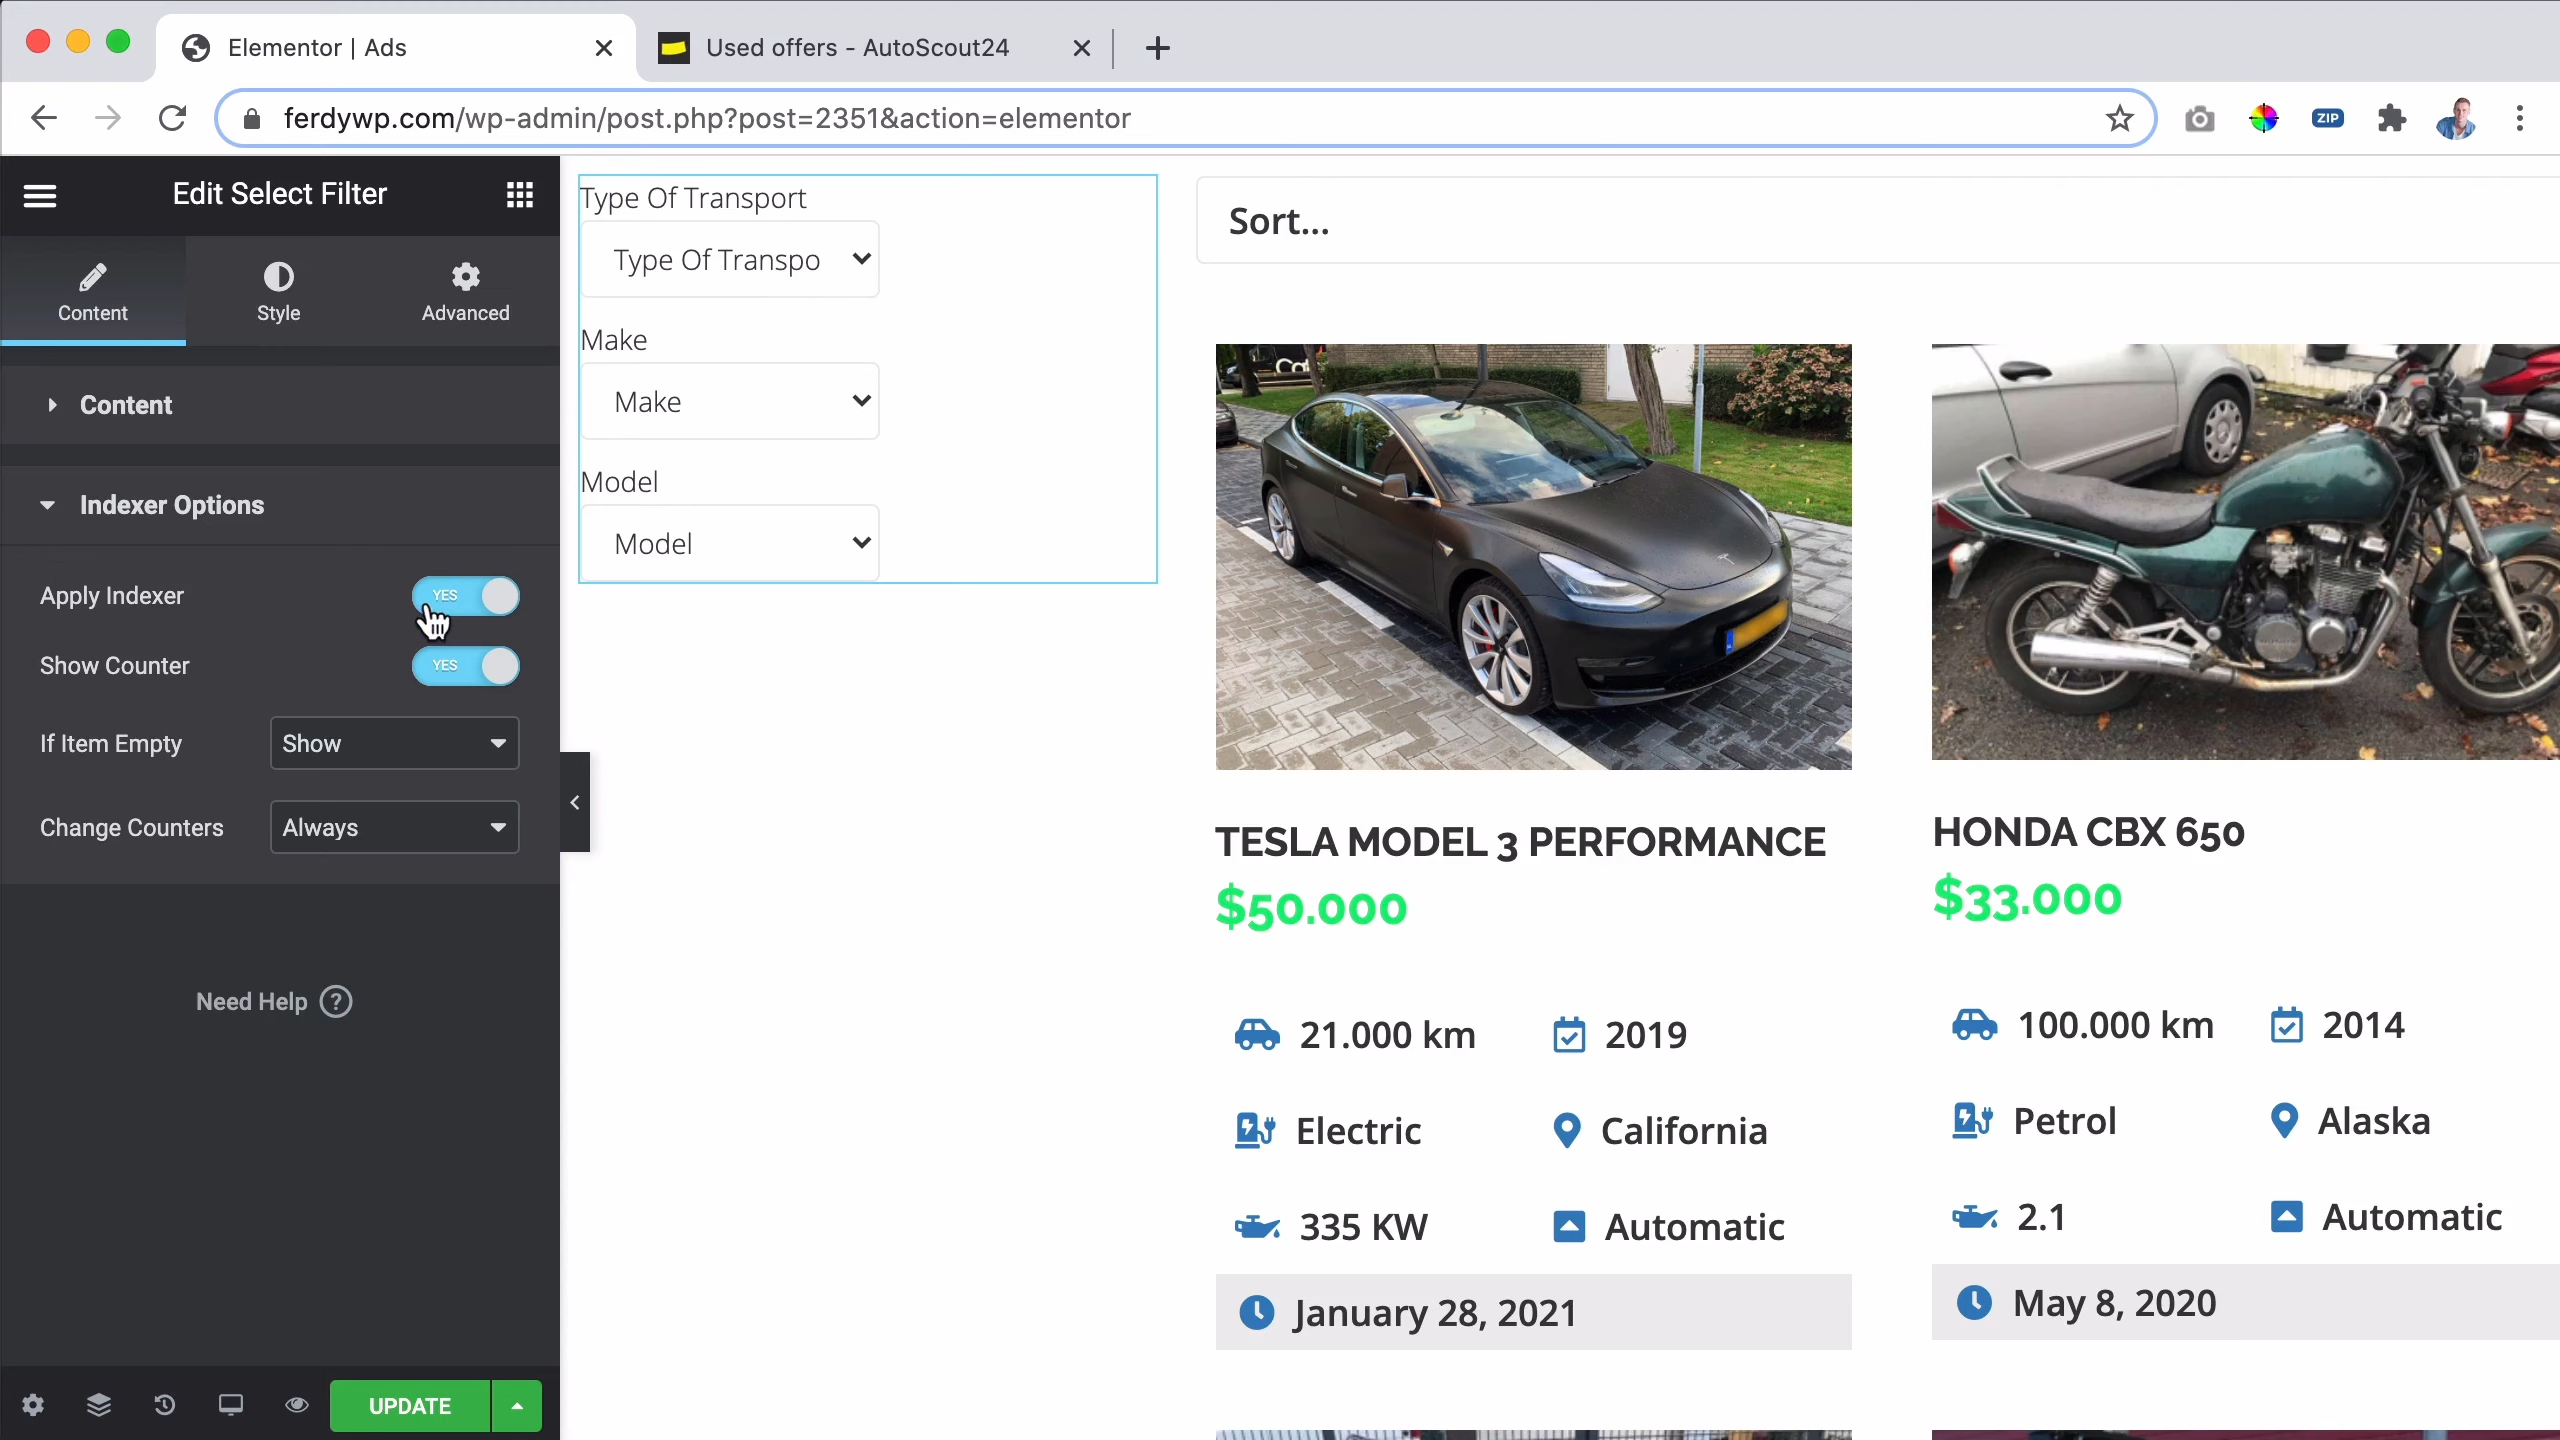 Elementor | Ads
Used offers - AutoScout24
ferdywp.com/wp-admin/post.php?post=2351&action=elementor
ZIP
Edit Select Filter
Content
Style
Advanced
Content
Indexer Options
Apply Indexer
YES
Show Counter
YES
If Item Empty
Show
Change Counters
Always
Need Help
?
UPDATE
Type Of Transport
Type Of Transpo
Make
Make
Model
Model
Sort...
TESLA MODEL 3 PERFORMANCE
$50.000
21.000 km
2019
Electric
California
335 KW
Automatic
January 28, 2021
HONDA CBX 650
$33.000
100.000 km
2014
Petrol
Alaska
2.1
Automatic
May 8, 2020